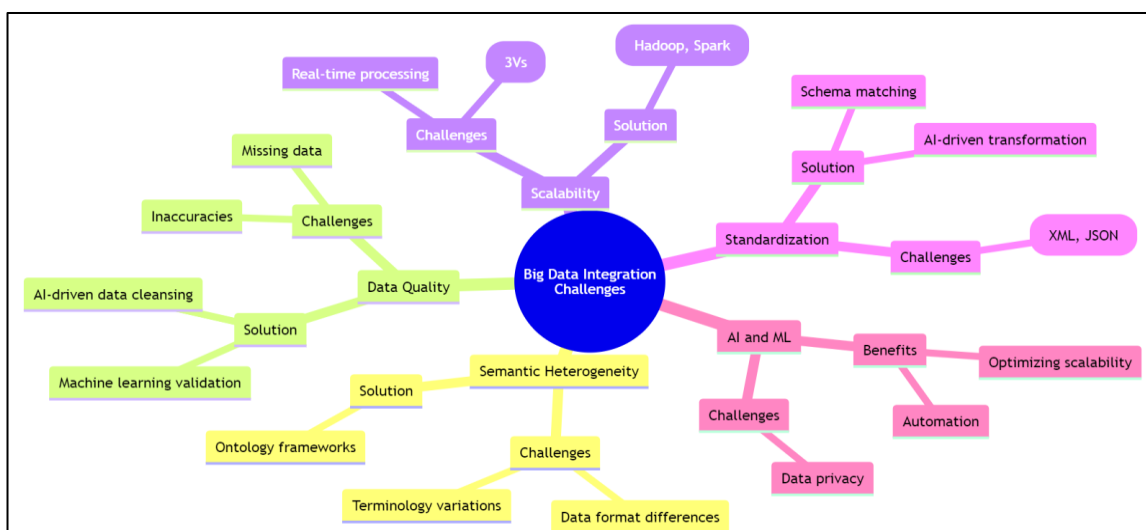 Hadoop, Spark
3Vs
Real-time processing
Schema matching
Challenges
Solution
AI-driven transformation
Missing data
Solution
Scalability
Inaccuracies
Challenges
Standardization
XML, JSON
Challenges
Big Data Integration
Challenges
Data Quality
AI-driven data cleansing
Solution
AI and ML
Benefits
Optimizing scalability
Machine learning validation
Semantic Heterogeneity
Solution
Challenges
Automation
Ontology frameworks
Challenges
Data privacy
Terminology variations
Data format differences